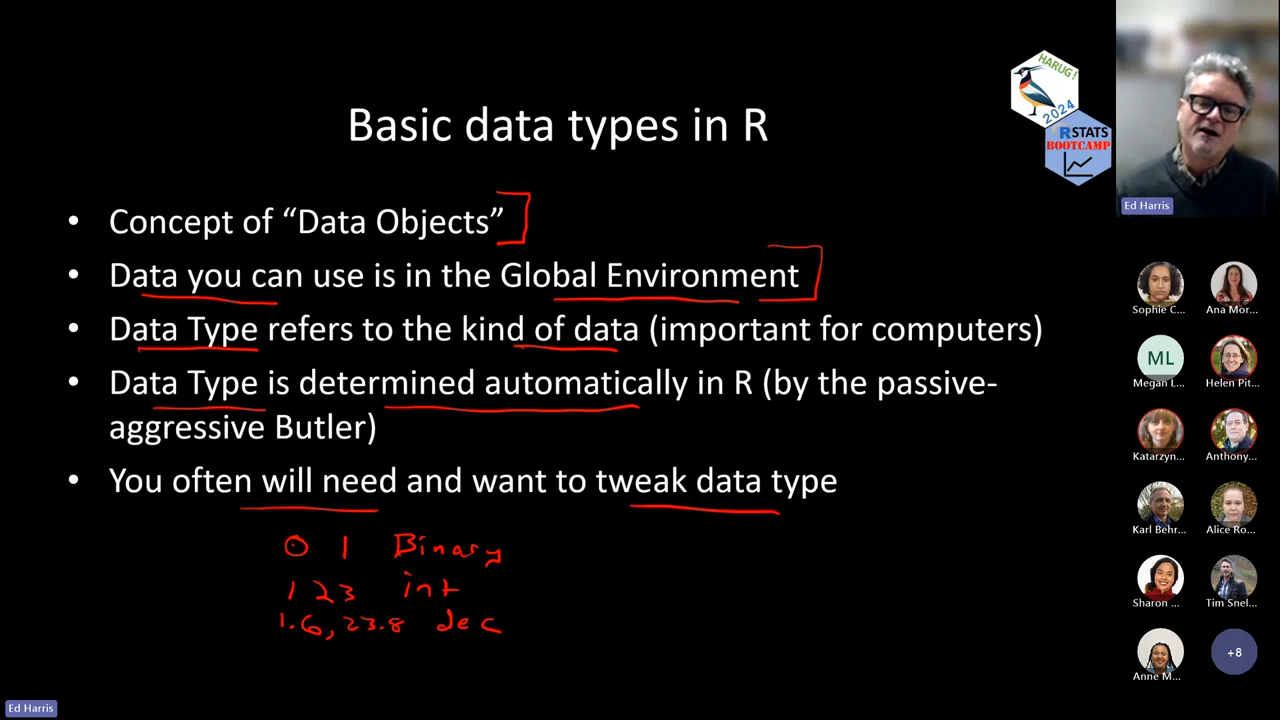 Basic data types in R
HARUG!
2024
RSTATS
BOOTCAMP
• Concept of “Data Objects”
• Data you can use is in the Global Environment
• Data Type refers to the kind of data (important for computers)
• Data Type is determined automatically in R (by the passive-
aggressive Butler)
• You often will need and want to tweak data type
0 1 Binary
1 2 3 int
1.6, 23.8 dec
Ed Harris
Sophie C...
Ana Mor...
ML
Megan L...
Helen Pit...
Katarzyn...
Anthony...
Karl Behr...
Alice Ro...
Sharon ...
Tim Snel...
Anne M...
+8
Ed Harris